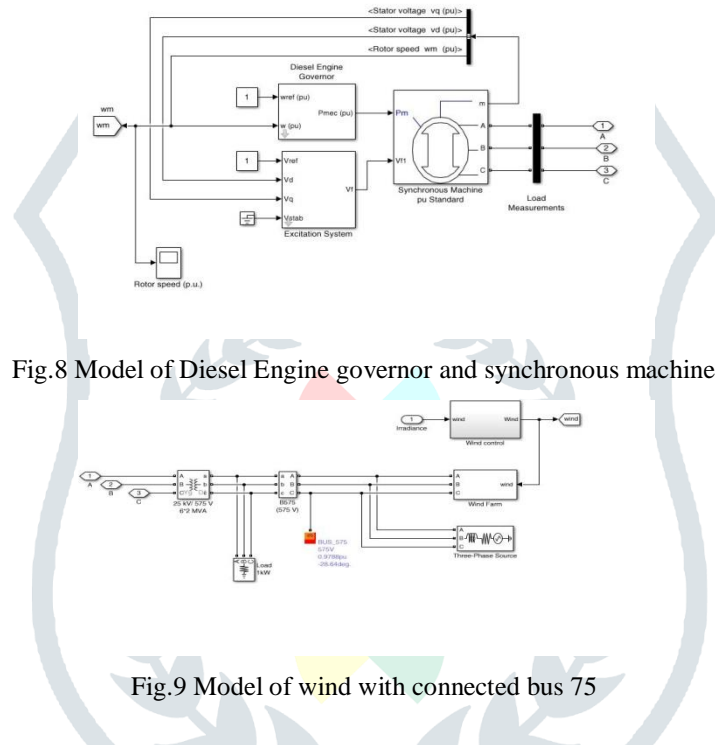 <Stator voltage vq (pu)>
<Stator voltage vd (pu)>
<Rotor speed wm (pu)>
Diesel Engine
Governor
wm
wm
1
wref (pu)
w (pu)
Pmec (pu)
1
Vref
Vd
Vq
Vstab
Vf
Excitation System
Pm
Vf1
m
A
B
C
Synchronous Machine
pu Standard
Load
Measurements
1
A
2
B
3
C
Rotor speed (p.u.)
Fig.8 Model of Diesel Engine governor and synchronous machine
1
Irradiance
wind
Wind
Wind control
wind
1
A
2
B
3
C
A
B
C
a
b
25 kV/ 575 V
6*2 MVA
a
b
c
A
B
C
B575
(575 V)
A
B
C
wind
Wind Farm
A B C
Load
1kW
BUS_575
575V
0.9788pu
-28.64deg.
A
B
C
Three-Phase Source
Fig.9 Model of wind with connected bus 75